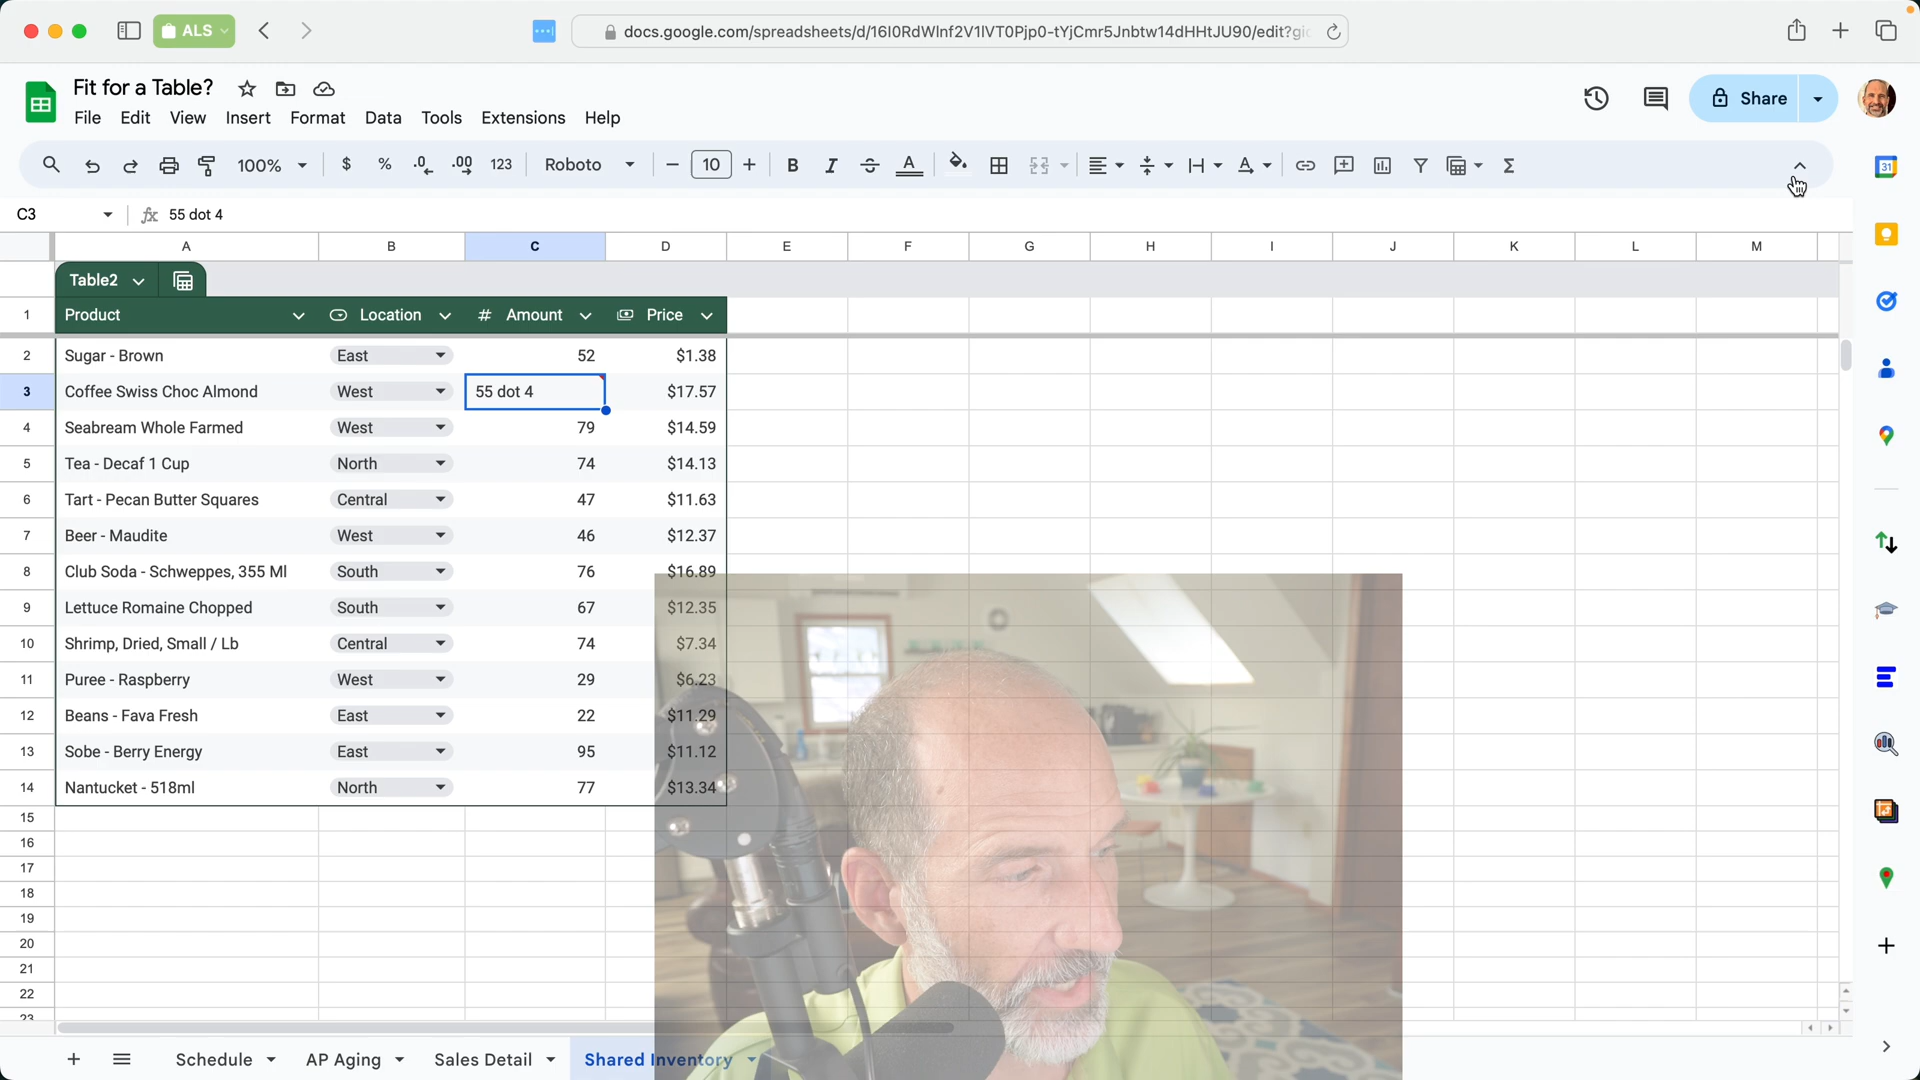 ALS
docs.google.com/spreadsheets/d/16I0RdWlnf2V1lVT0Pjp0-tYjCmr5Jnbtw14dHHtJU90/edit?gi
Fit for a Table?
File Edit View Insert Format Data Tools Extensions Help
Share
100% $ % .0 .00 123 Roboto 10 B I A
C3 fx 55 dot 4
A B C D E F G H I J K L M
Table2
1 Product Location # Amount Price
2 Sugar - Brown East 52 $1.38
3 Coffee Swiss Choc Almond West 55 dot 4 $17.57
4 Seabream Whole Farmed West 79 $14.59
5 Tea - Decaf 1 Cup North 74 $14.13
6 Tart - Pecan Butter Squares Central 47 $11.63
7 Beer - Maudite West 46 $12.37
8 Club Soda - Schweppes, 355 Ml South 76 $16.89
9 Lettuce Romaine Chopped South 67 $12.35
10 Shrimp, Dried, Small / Lb Central 74 $7.34
11 Puree - Raspberry West 29 $6.23
12 Beans - Fava Fresh East 22 $11.29
13 Sobe - Berry Energy East 95 $11.12
14 Nantucket - 518ml North 77 $13.34
15
16
17
18
19
20
21
22
23
Schedule AP Aging Sales Detail Shared Inventory
31